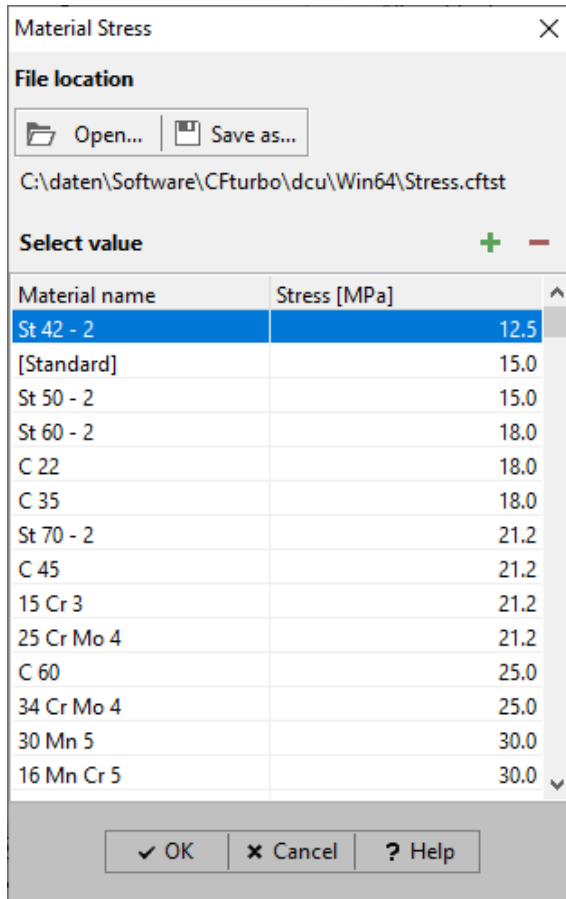 Material Stress
File location
Open... Save as...
C:\daten\Software\CFturbo\dcu\Win64\Stress.cftst
Select value
Material name Stress [MPa]
St 42 - 2 12.5
[Standard] 15.0
St 50 - 2 15.0
St 60 - 2 18.0
C 22 18.0
C 35 18.0
St 70 - 2 21.2
C 45 21.2
15 Cr 3 21.2
25 Cr Mo 4 21.2
C 60 25.0
34 Cr Mo 4 25.0
30 Mn 5 30.0
16 Mn Cr 5 30.0
OK Cancel ? Help